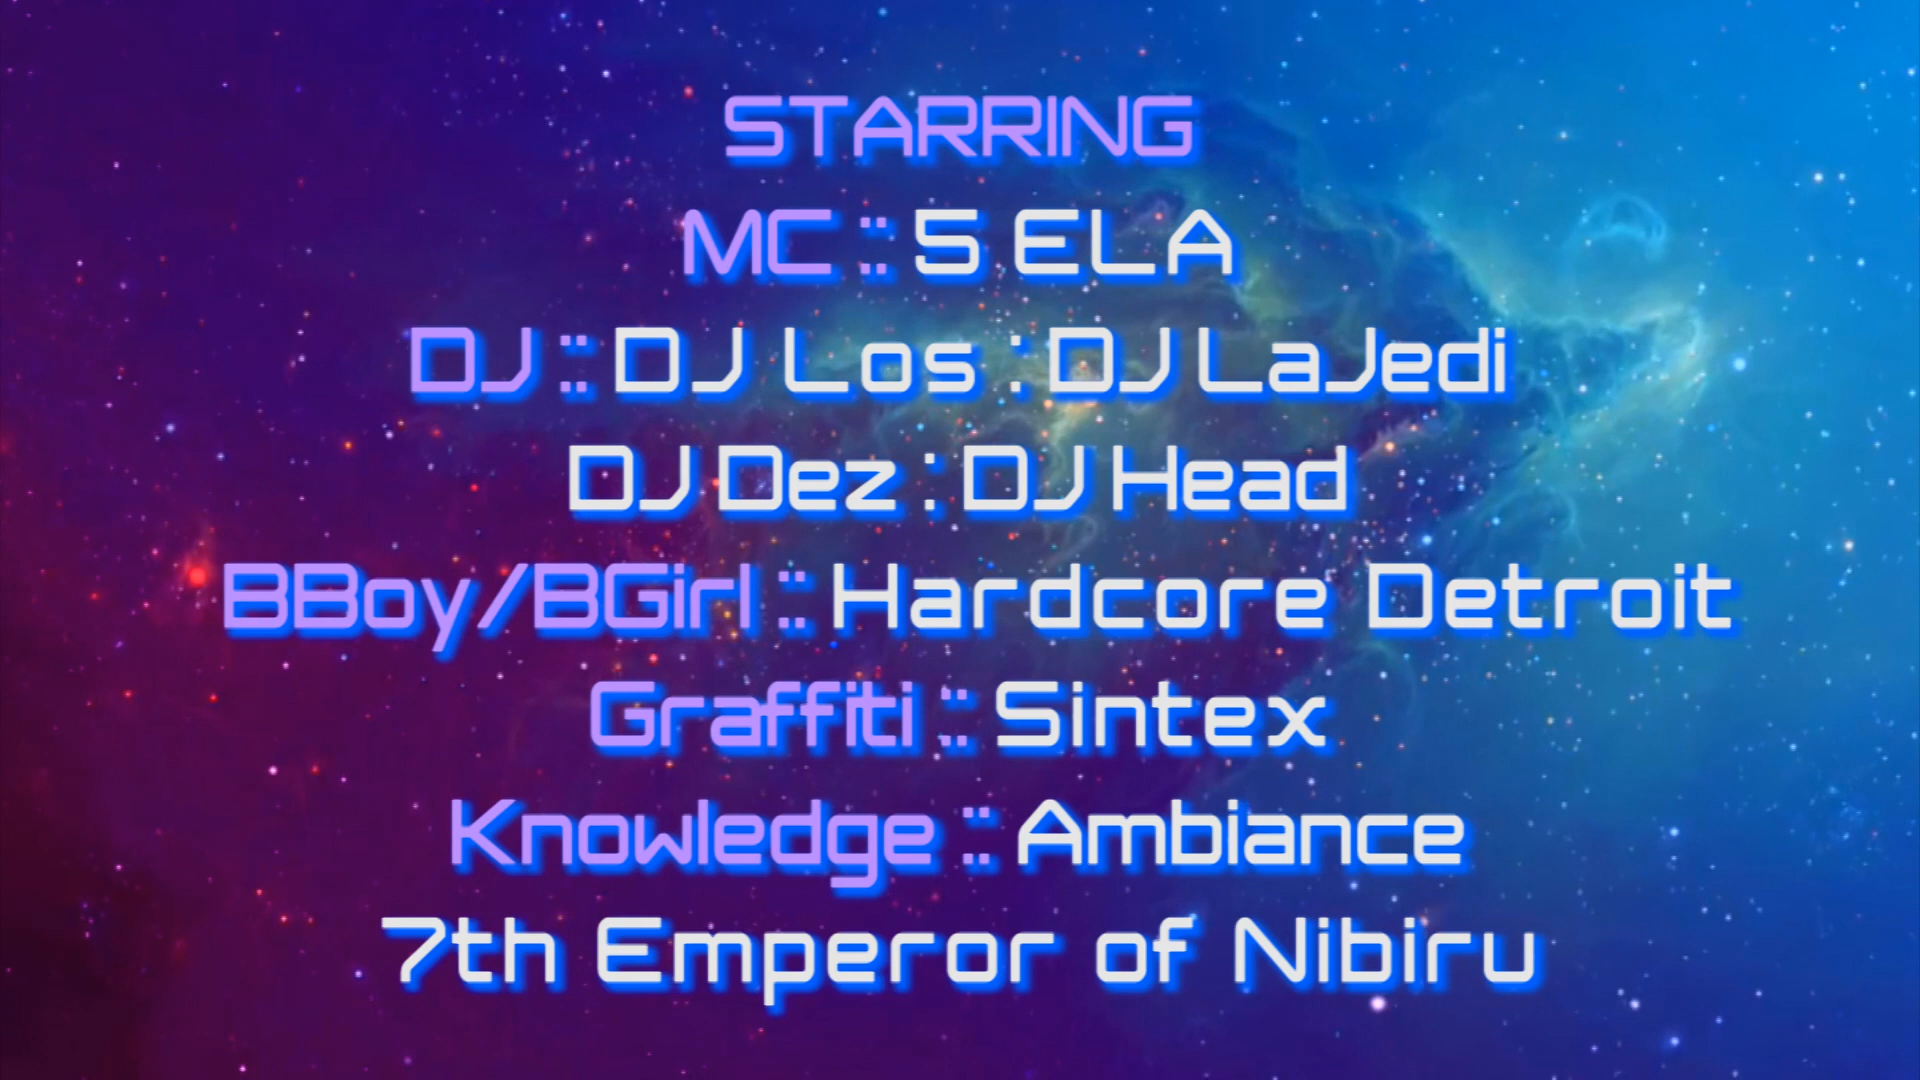 STARRING
MC :: 5 ELA
DJ :: DJ Los : DJ LaJedi
DJ Dez : DJ Head
BBoy/BGirl :: Hardcore Detroit
Graffiti :: Sintex
Knowledge :: Ambiance
7th Emperor of Nibiru